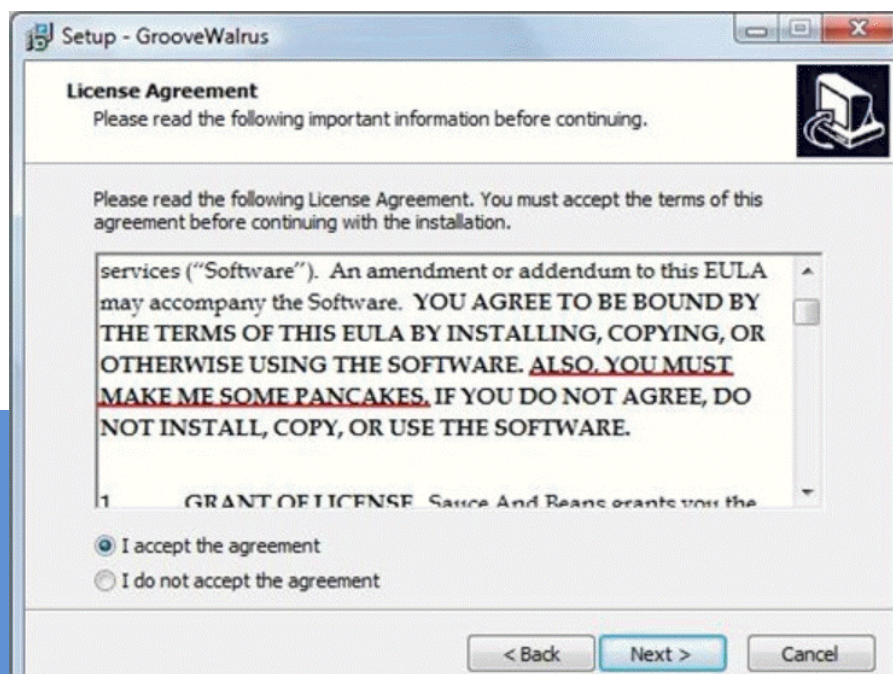 Setup - GrooveWalrus
License Agreement
Please read the following important information before continuing.
Please read the following License Agreement. You must accept the terms of this
agreement before continuing with the installation.
services (“Software”). An amendment or addendum to this EULA
may accompany the Software. YOU AGREE TO BE BOUND BY
THE TERMS OF THIS EULA BY INSTALLING, COPYING, OR
OTHERWISE USING THE SOFTWARE. ALSO, YOU MUST
MAKE ME SOME PANCAKES. IF YOU DO NOT AGREE, DO
NOT INSTALL, COPY, OR USE THE SOFTWARE.
1 GRANT OF LICENSE Sauce And Beans grants you the
I accept the agreement
I do not accept the agreement
< Back Next > Cancel